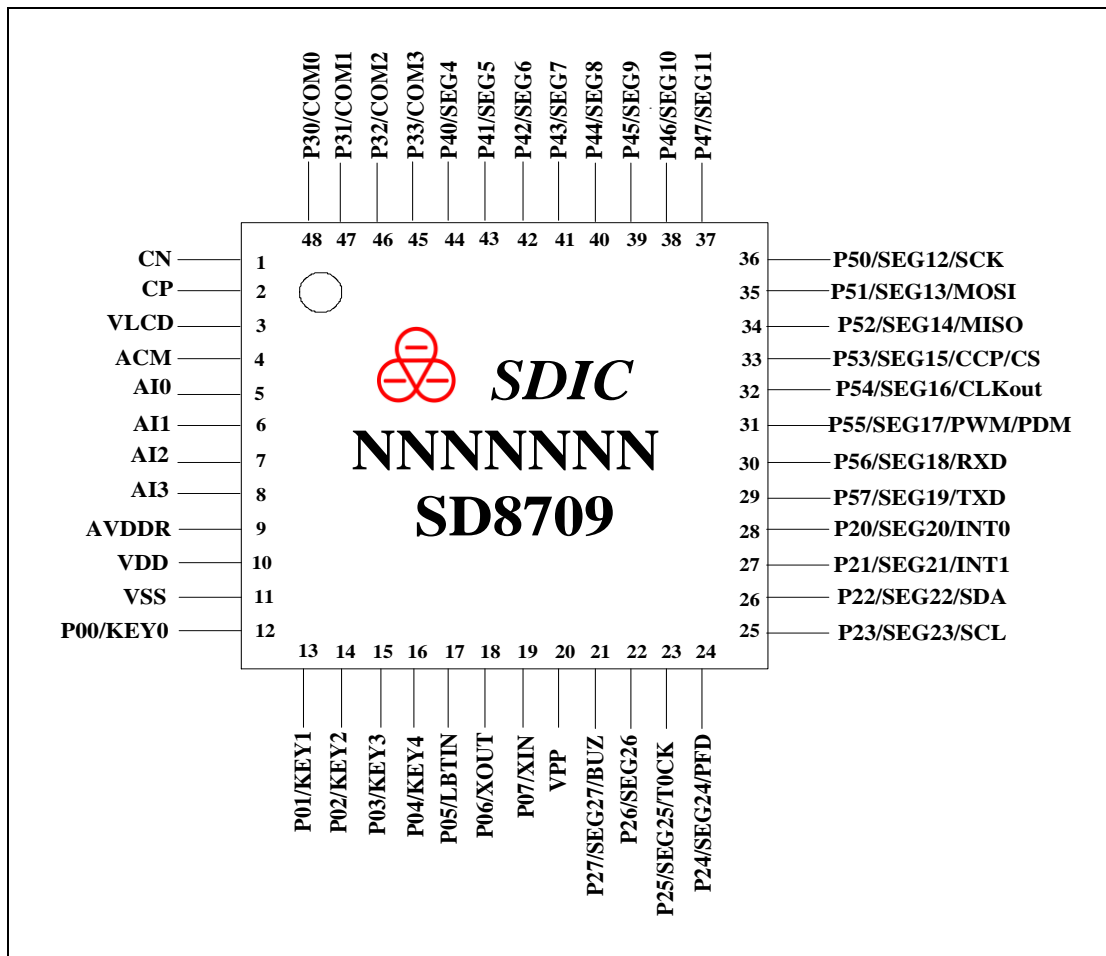 P30/COM0
P31/COM1
P32/COM2
P33/COM3
P40/SEG4
P41/SEG5
P42/SEG6
P43/SEG7
P44/SEG8
P45/SEG9
P46/SEG10
P47/SEG11
48 47 46 45 44 43 42 41 40 39 38 37
CN 1
CP 2
VLCD 3
ACM 4
AI0 5
AI1 6
AI2 7
AI3 8
AVDDR 9
VDD 10
VSS 11
P00/KEY0 12
SDIC
NNNNNNN
SD8709
36 P50/SEG12/SCK
35 P51/SEG13/MOSI
34 P52/SEG14/MISO
33 P53/SEG15/CCP/CS
32 P54/SEG16/CLKout
31 P55/SEG17/PWM/PDM
30 P56/SEG18/RXD
29 P57/SEG19/TXD
28 P20/SEG20/INT0
27 P21/SEG21/INT1
26 P22/SEG22/SDA
25 P23/SEG23/SCL
13 14 15 16 17 18 19 20 21 22 23 24
P01/KEY1
P02/KEY2
P03/KEY3
P04/KEY4
P05/LBTIN
P06/XOUT
P07/XIN
VPP
P27/SEG27/BUZ
P26/SEG26
P25/SEG25/T0CK
P24/SEG24/PFD